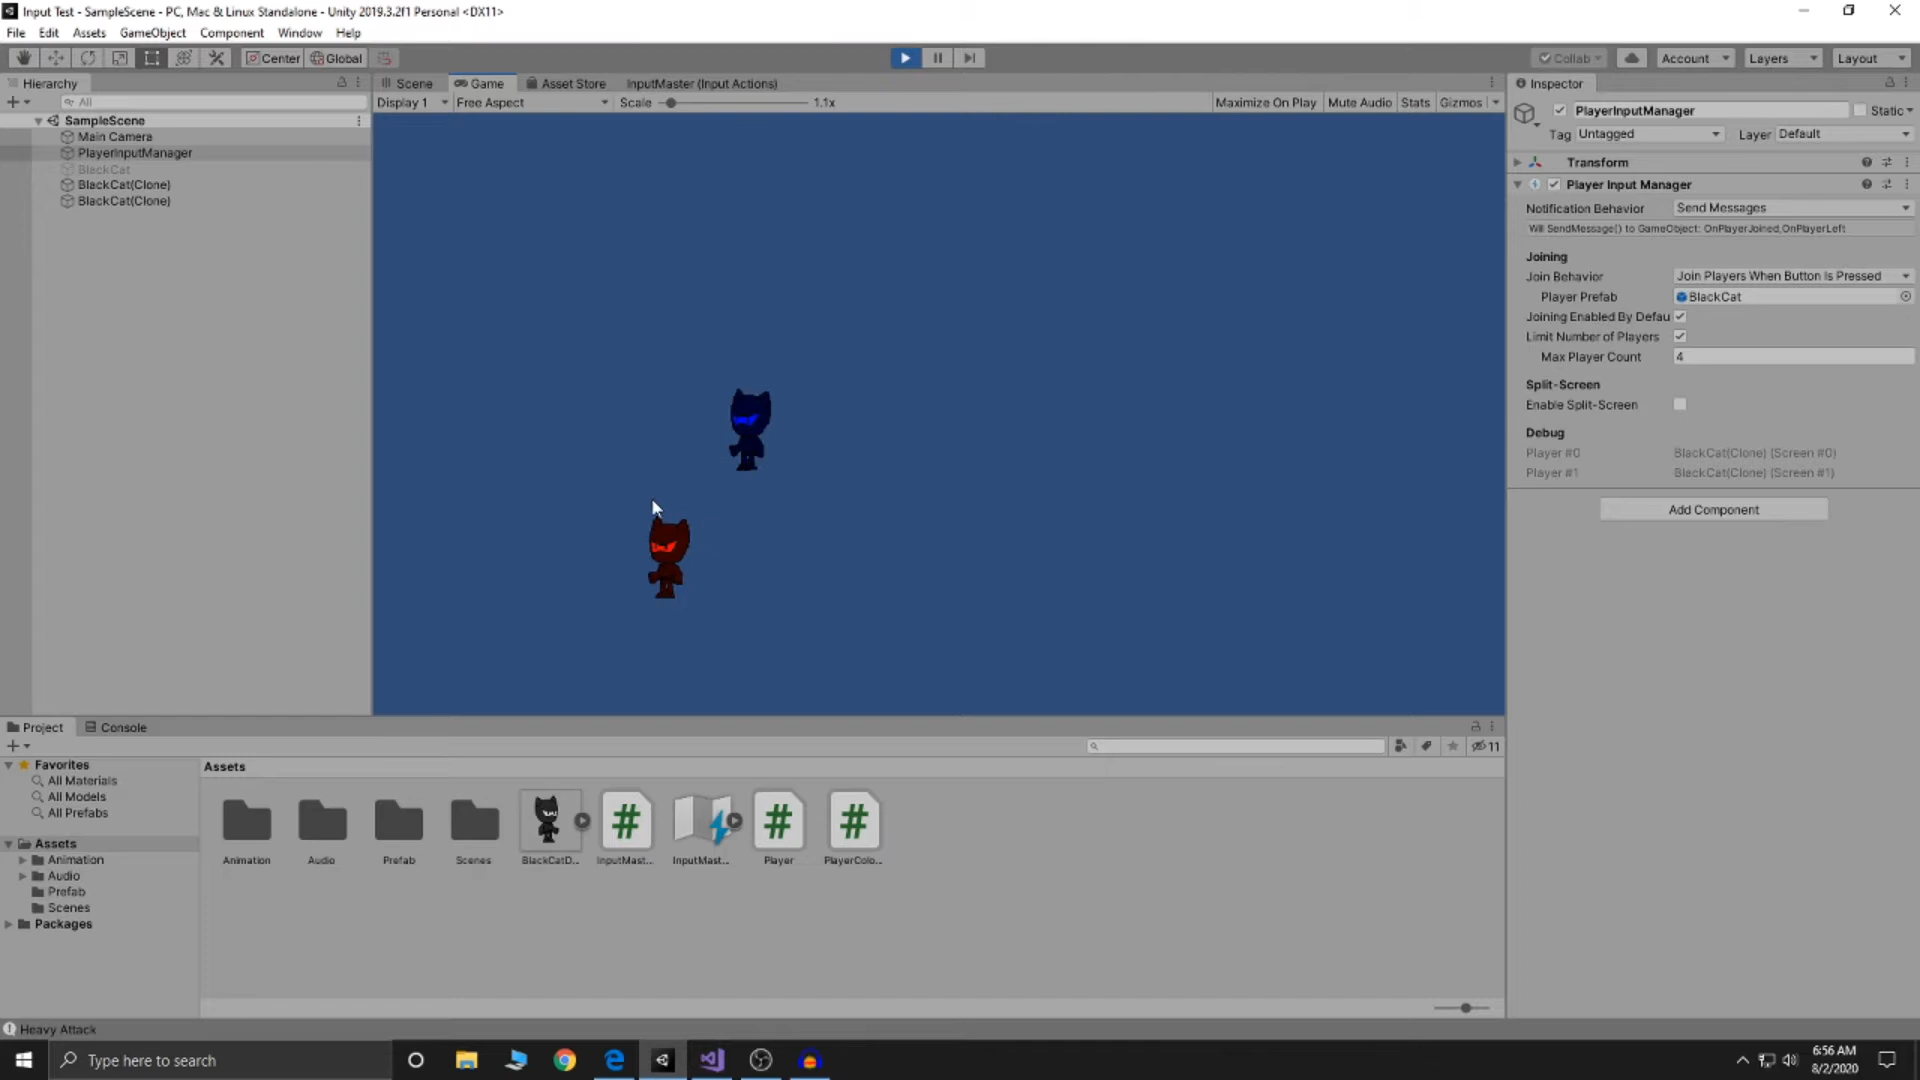 Input Test - SampleScene - PC, Mac & Linux Standalone - Unity 2019.3.2f1 Personal <DX11>
File Edit Assets GameObject Component Window Help
Center Global Collab Account Layers Layout
Hierarchy
All
SampleScene
Main Camera
PlayerInputManager
BlackCat
BlackCat(Clone)
BlackCat(Clone)
Scene Game Asset Store InputMaster (Input Actions)
Display 1 Free Aspect Scale 1.1x Maximize On Play Mute Audio Stats Gizmos
Inspector
PlayerInputManager Static
Tag Untagged Layer Default
Transform
Player Input Manager
Notification Behavior Send Messages
Will SendMessage() to GameObject: OnPlayerJoined,OnPlayerLeft
Joining
Join Behavior Join Players When Button Is Pressed
Player Prefab BlackCat
Joining Enabled By Defau
Limit Number of Players
Max Player Count 4
Split-Screen
Enable Split-Screen
Debug
Player #0 BlackCat(Clone) (Screen #0)
Player #1 BlackCat(Clone) (Screen #1)
Add Component
Project Console
11
Favorites
All Materials
All Models
All Prefabs
Assets
Animation
Audio
Prefab
Scenes
Packages
Assets
Animation Audio Prefab Scenes BlackCatD... InputMast... InputMast... Player PlayerColo...
Heavy Attack
Type here to search
6:56 AM
8/2/2020